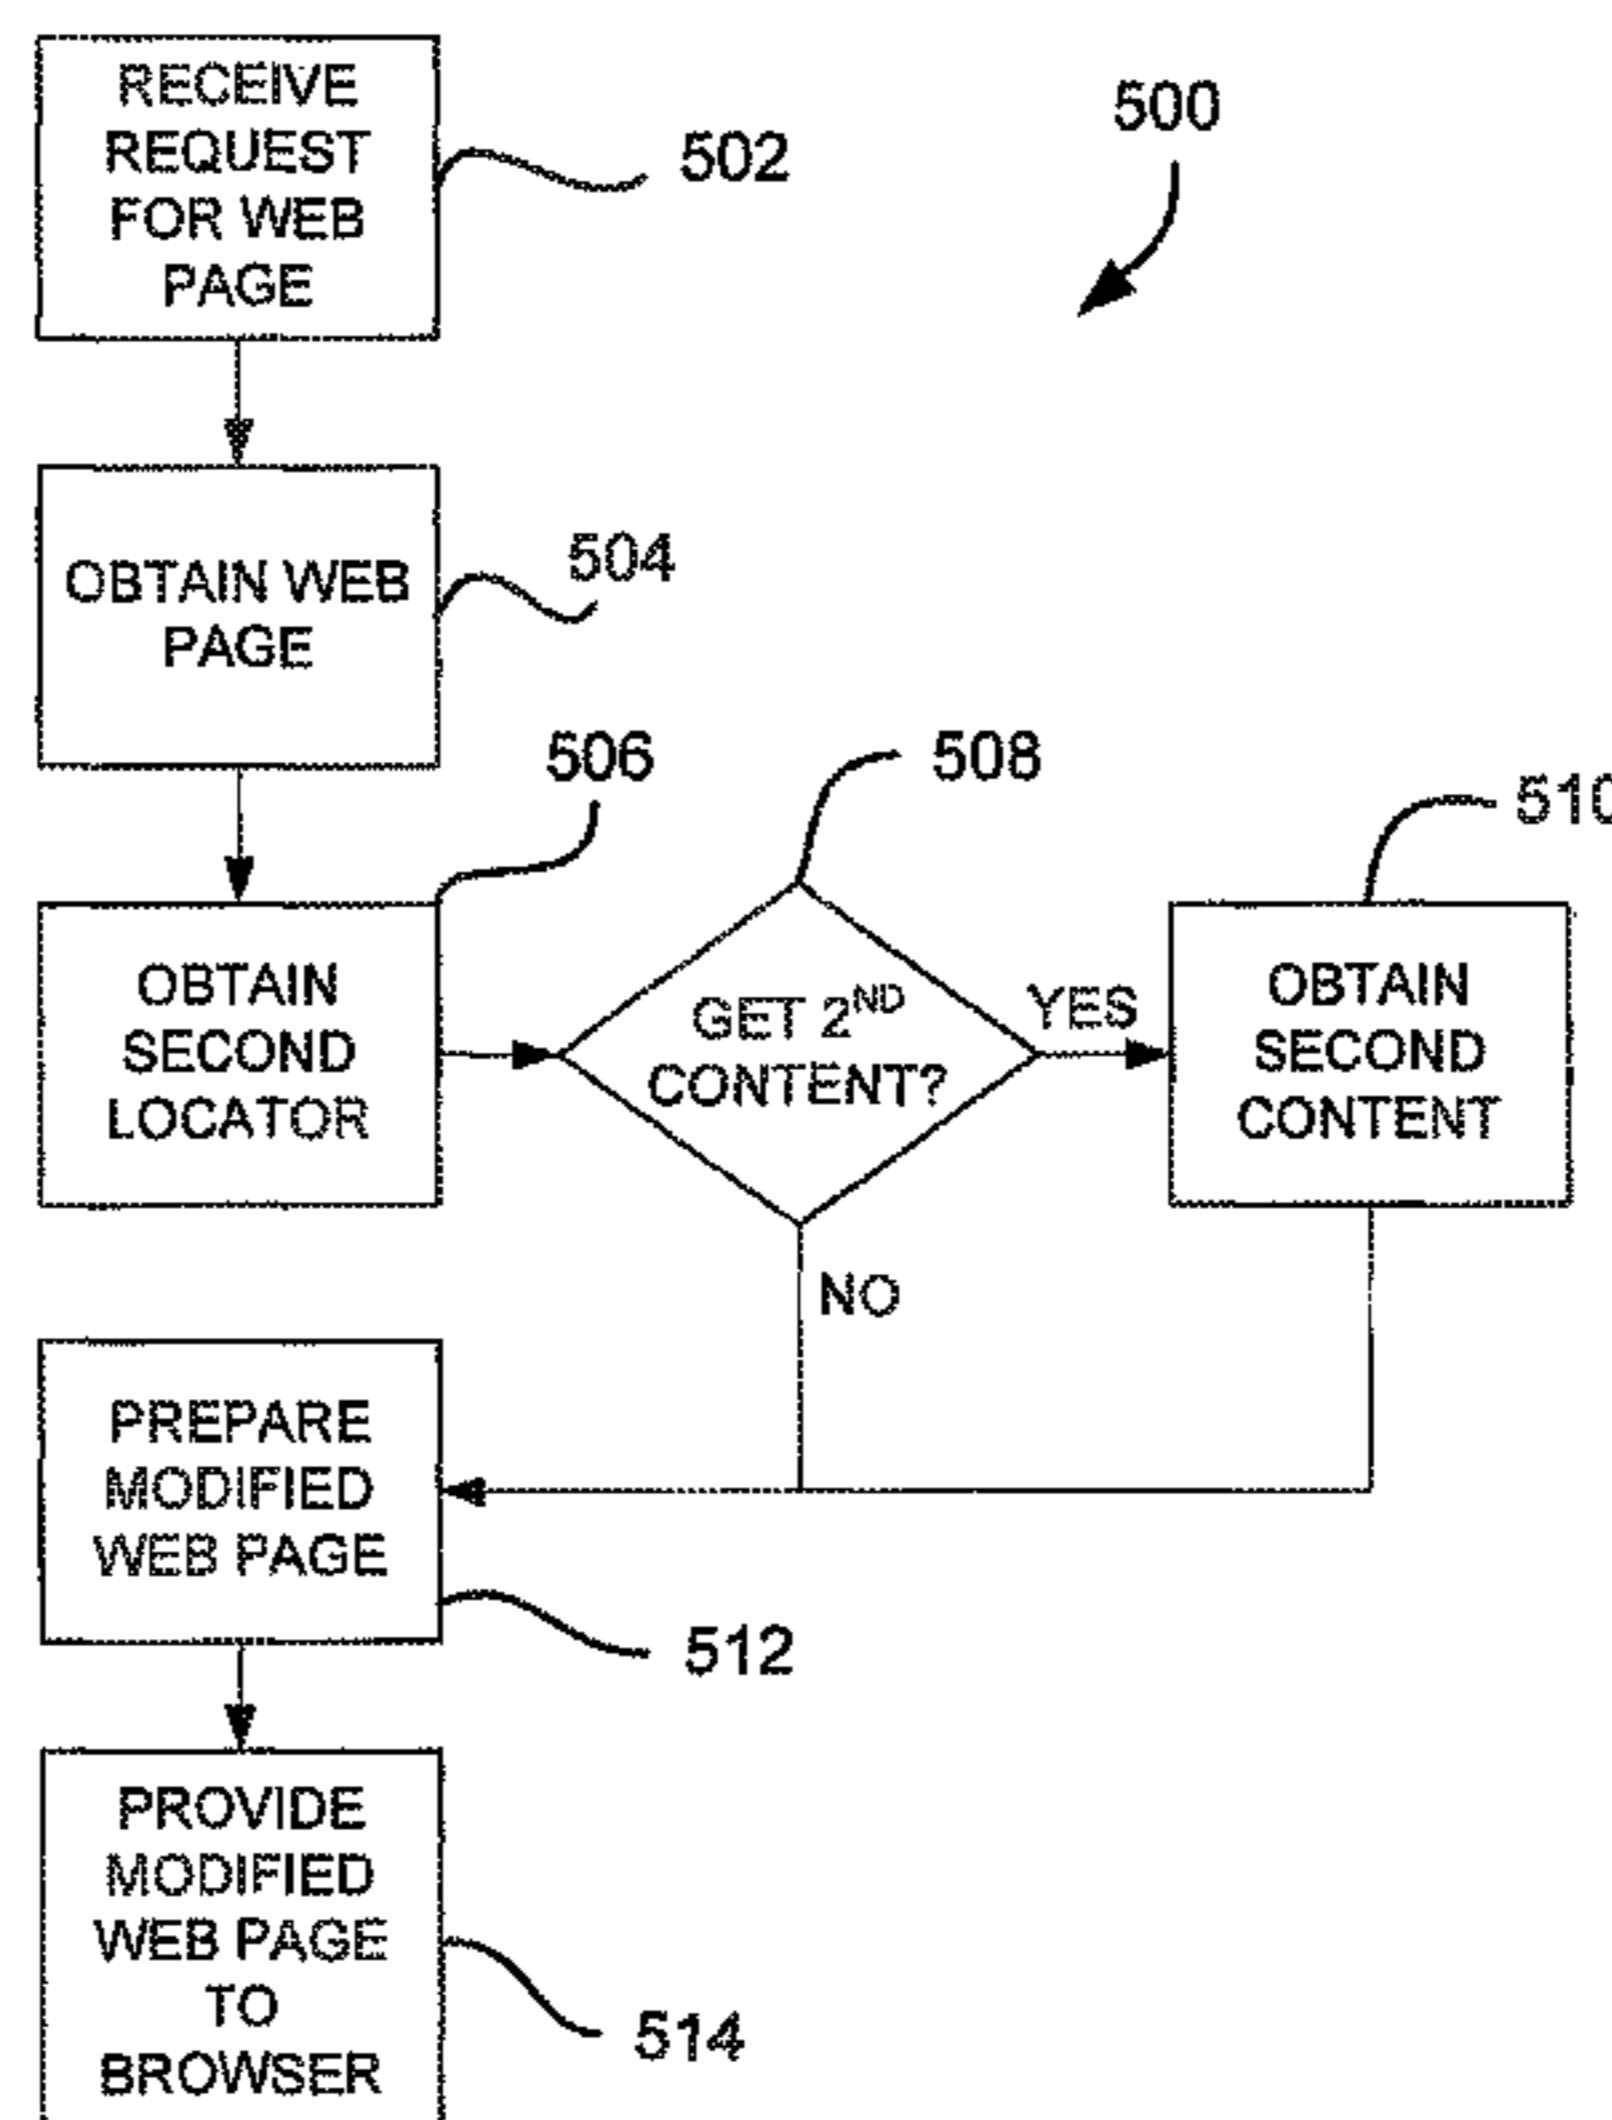 RECEIVE
REQUEST
FOR WEB
PAGE
502
500
OBTAIN WEB
PAGE
504
506
508
510
OBTAIN
SECOND
LOCATOR
GET 2ND
CONTENT?
YES
OBTAIN
SECOND
CONTENT
NO
PREPARE
MODIFIED
WEB PAGE
512
PROVIDE
MODIFIED
WEB PAGE
TO
BROWSER
514